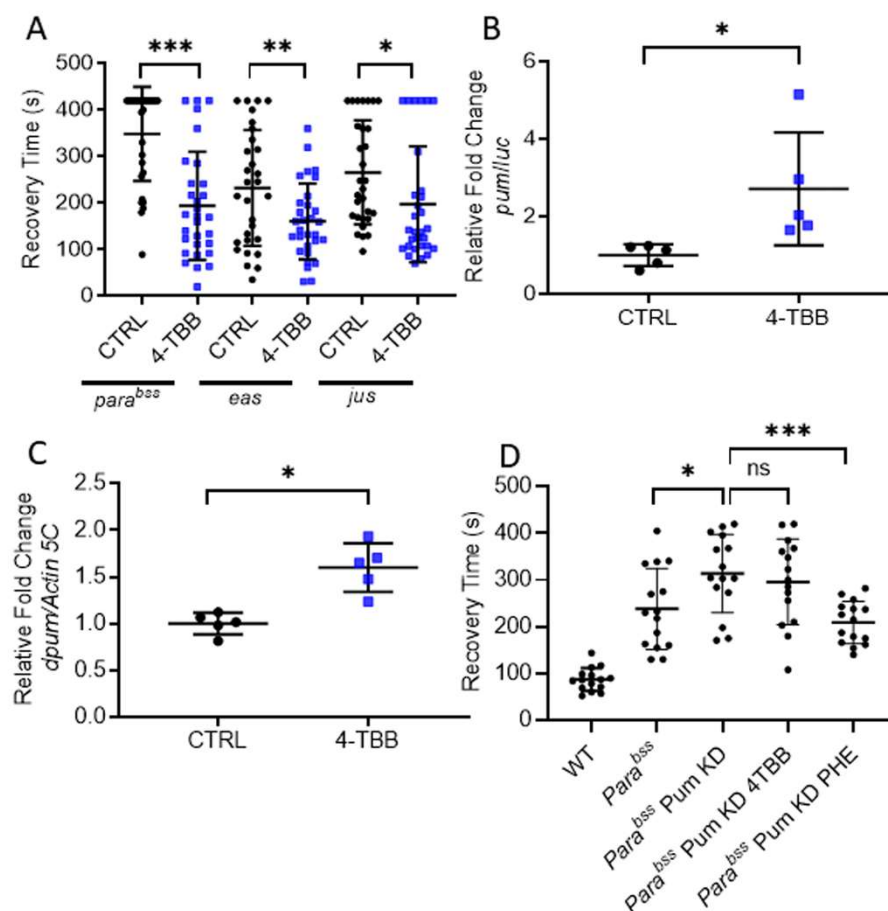 A
*** ** *
Recovery Time (s)
500
400
300
200
100
0
CTRL 4-TBB CTRL 4-TBB CTRL 4-TBB
para^bss eas jus
B
*
Relative Fold Change
pum/luc
6
4
2
0
CTRL 4-TBB
C
*
Relative Fold Change
dpum/Actin 5C
2.5
2.0
1.5
1.0
0.5
0.0
CTRL 4-TBB
D
***
* ns
Recovery Time (s)
500
400
300
200
100
0
WT
Para^bss
Para^bss Pum KD
Para^bss Pum KD 4TBB
Para^bss Pum KD PHE